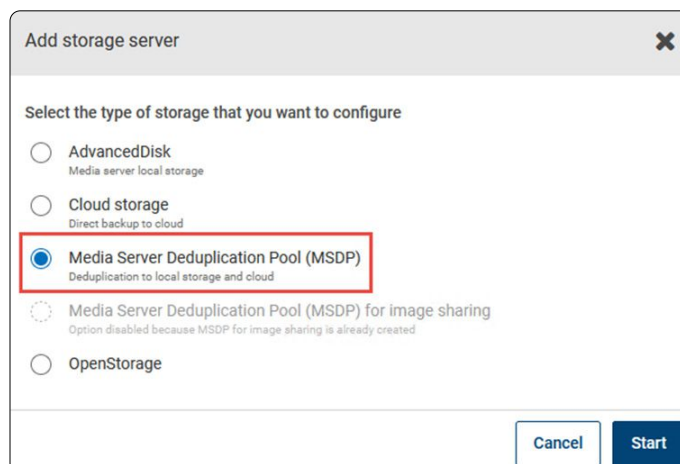 Add storage server
Select the type of storage that you want to configure
AdvancedDisk
Media server local storage
Cloud storage
Direct backup to cloud
Media Server Deduplication Pool (MSDP)
Deduplication to local storage and cloud
Media Server Deduplication Pool (MSDP) for image sharing
Option disabled because MSDP for image sharing is already created
OpenStorage
Cancel Start